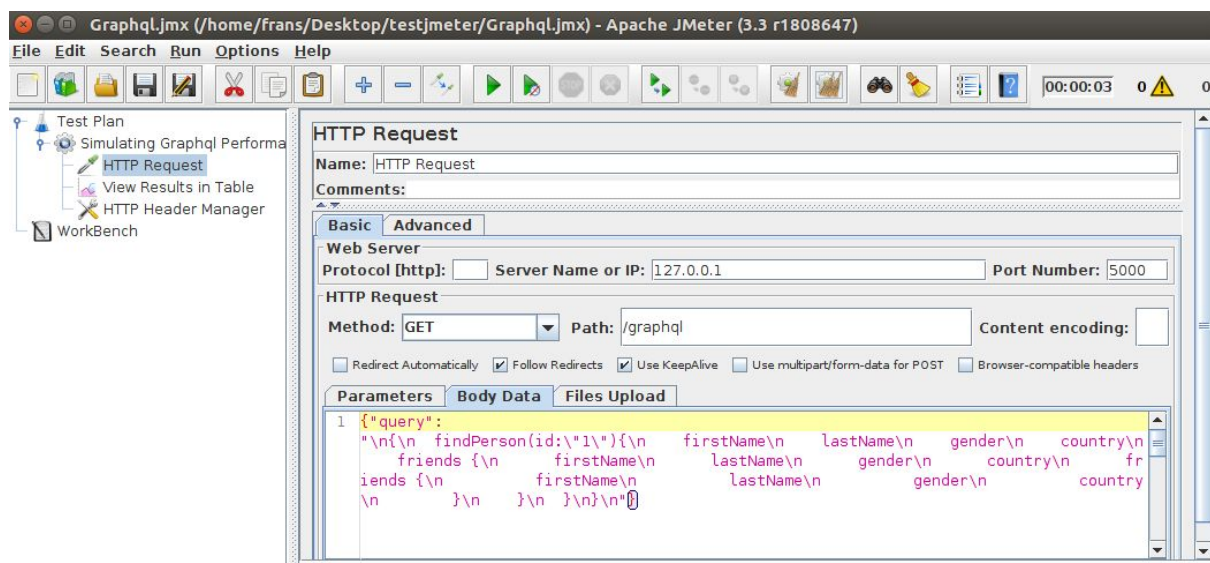 Graphql.jmx (/home/frans/Desktop/testjmeter/Graphql.jmx) - Apache JMeter (3.3 r1808647)
File Edit Search Run Options Help
00:00:03 0 0
Test Plan
Simulating Graphql Performa
HTTP Request
View Results in Table
HTTP Header Manager
WorkBench
HTTP Request
Name: HTTP Request
Comments:
Basic Advanced
Web Server
Protocol [http]: Server Name or IP: 127.0.0.1 Port Number: 5000
HTTP Request
Method: GET Path: /graphql Content encoding:
Redirect Automatically Follow Redirects Use KeepAlive Use multipart/form-data for POST Browser-compatible headers
Parameters Body Data Files Upload
1 {"query":
"\n{\n  findPerson(id:\"1\"){\n    firstName\n    lastName\n    gender\n    country\n
    friends {\n      firstName\n      lastName\n      gender\n      country\n      fr
iends {\n        firstName\n        lastName\n        gender\n        country
\n      }\n    }\n  }\n}\n"}